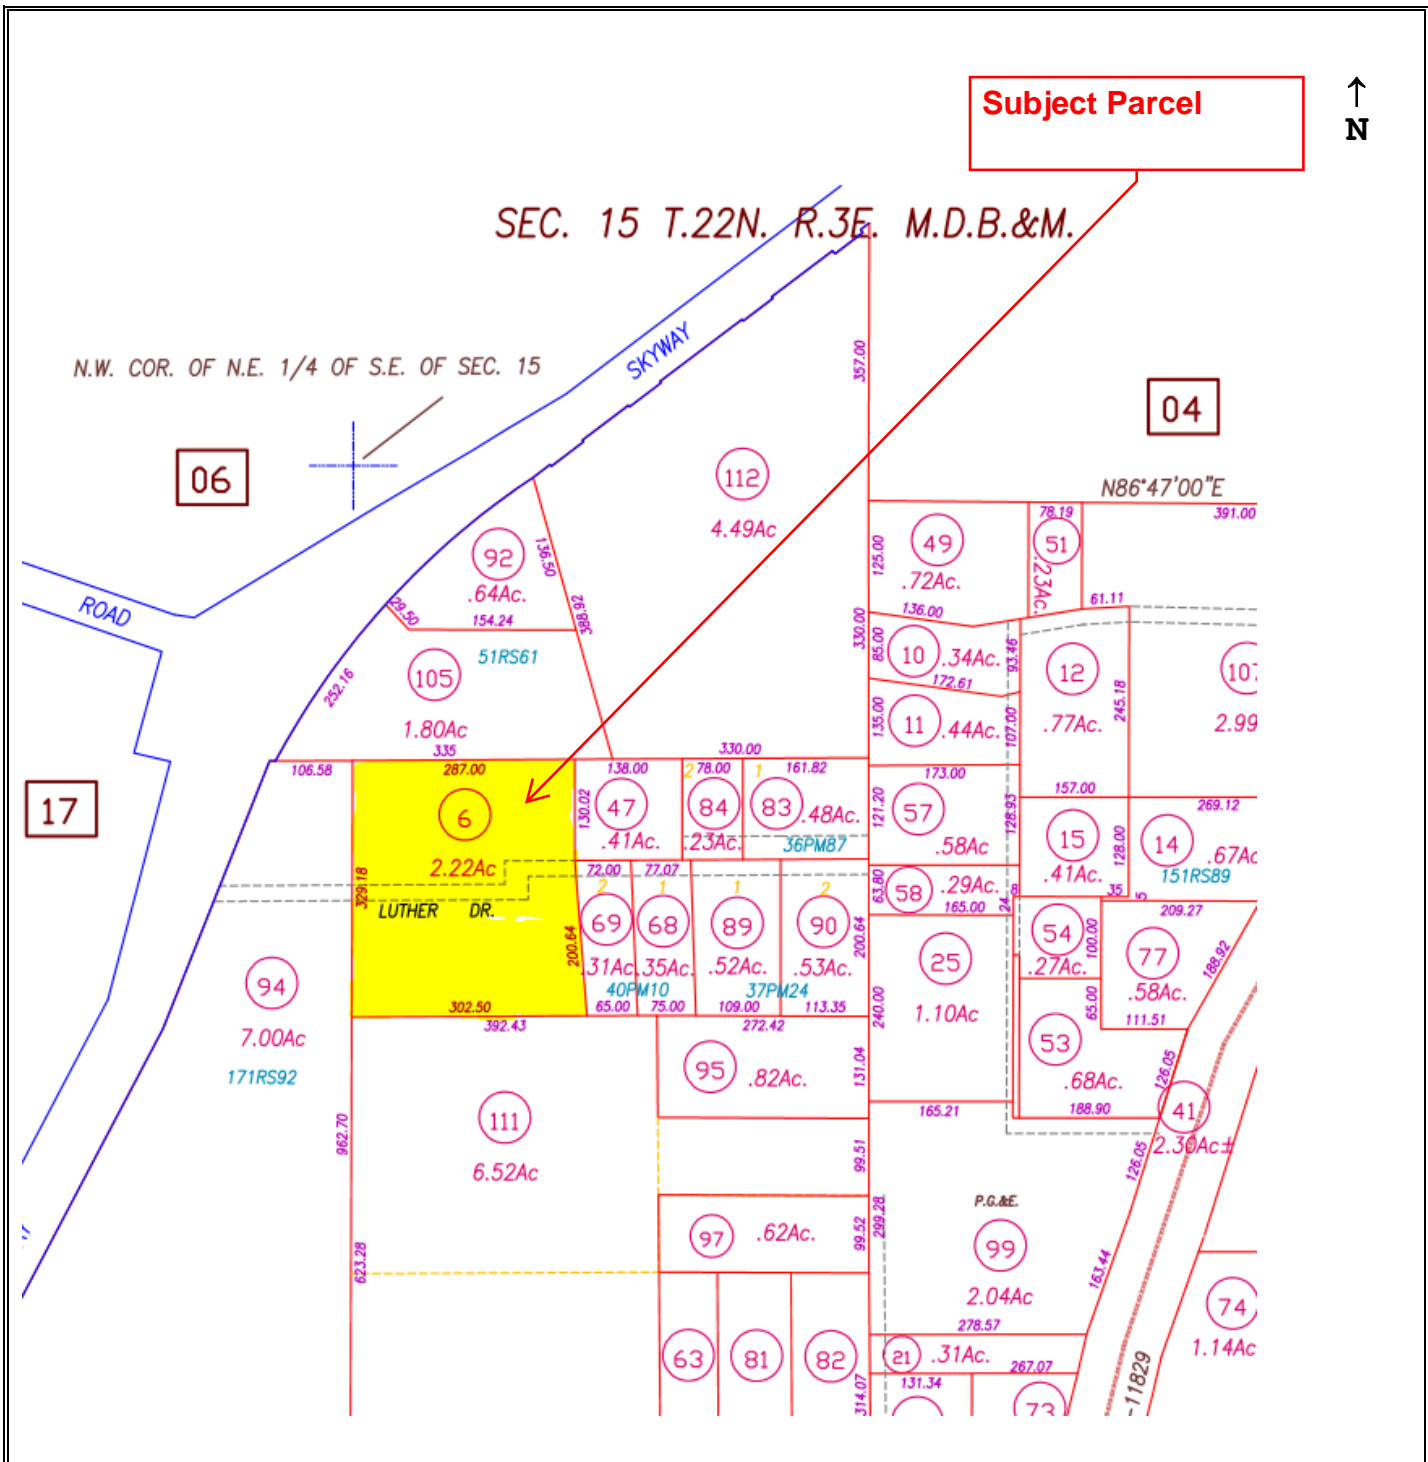 Subject Parcel
↑
N
SEC. 15 T.22N. R.3E. M.D.B.&M.
N.W. COR. OF N.E. 1/4 OF S.E. OF SEC. 15
SKYWAY
357.00
04
06
112
4.49Ac
N86°47'00"E
391.00
78.19
49
.72Ac.
51
.23Ac.
125.00
92
.64Ac.
136.50
388.92
29.50
154.24
ROAD
61.11
136.00
330.00
85.00
10
.34Ac.
93.46
172.61
12
.77Ac.
245.18
107
2.99
51RS61
105
1.80Ac
252.16
135.00
11
.44Ac.
107.00
335
330.00
106.58
287.00
138.00
2
78.00
1
161.82
173.00
157.00
269.12
17
6
2.22Ac
130.02
47
.41Ac.
84
.23Ac.
83
.48Ac.
36PM87
121.20
57
.58Ac
128.93
15
.41Ac.
128.00
14
.67Ac
151RS89
329.18
LUTHER DR.
72.00
77.07
2
1
1
2
63.80
58
.29Ac.
165.00
24
8
35
5
209.27
200.64
69
.31Ac.
68
.35Ac.
89
.52Ac.
90
.53Ac.
200.64
40PM10
37PM24
54
.27Ac.
100.00
77
.58Ac.
188.92
94
7.00Ac
171RS92
25
1.10Ac
240.00
302.50
65.00
75.00
109.00
113.35
392.43
272.42
65.00
111.51
53
.68Ac.
126.05
95
.82Ac.
131.04
165.21
188.90
41
2.30Ac±
111
6.52Ac
962.70
99.51
126.05
P.G.&E.
97
.62Ac.
99.52
299.28
99
2.04Ac
163.44
623.28
278.57
74
1.14Ac
63
81
82
21
.31Ac.
267.07
131.34
314.07
73
-11829